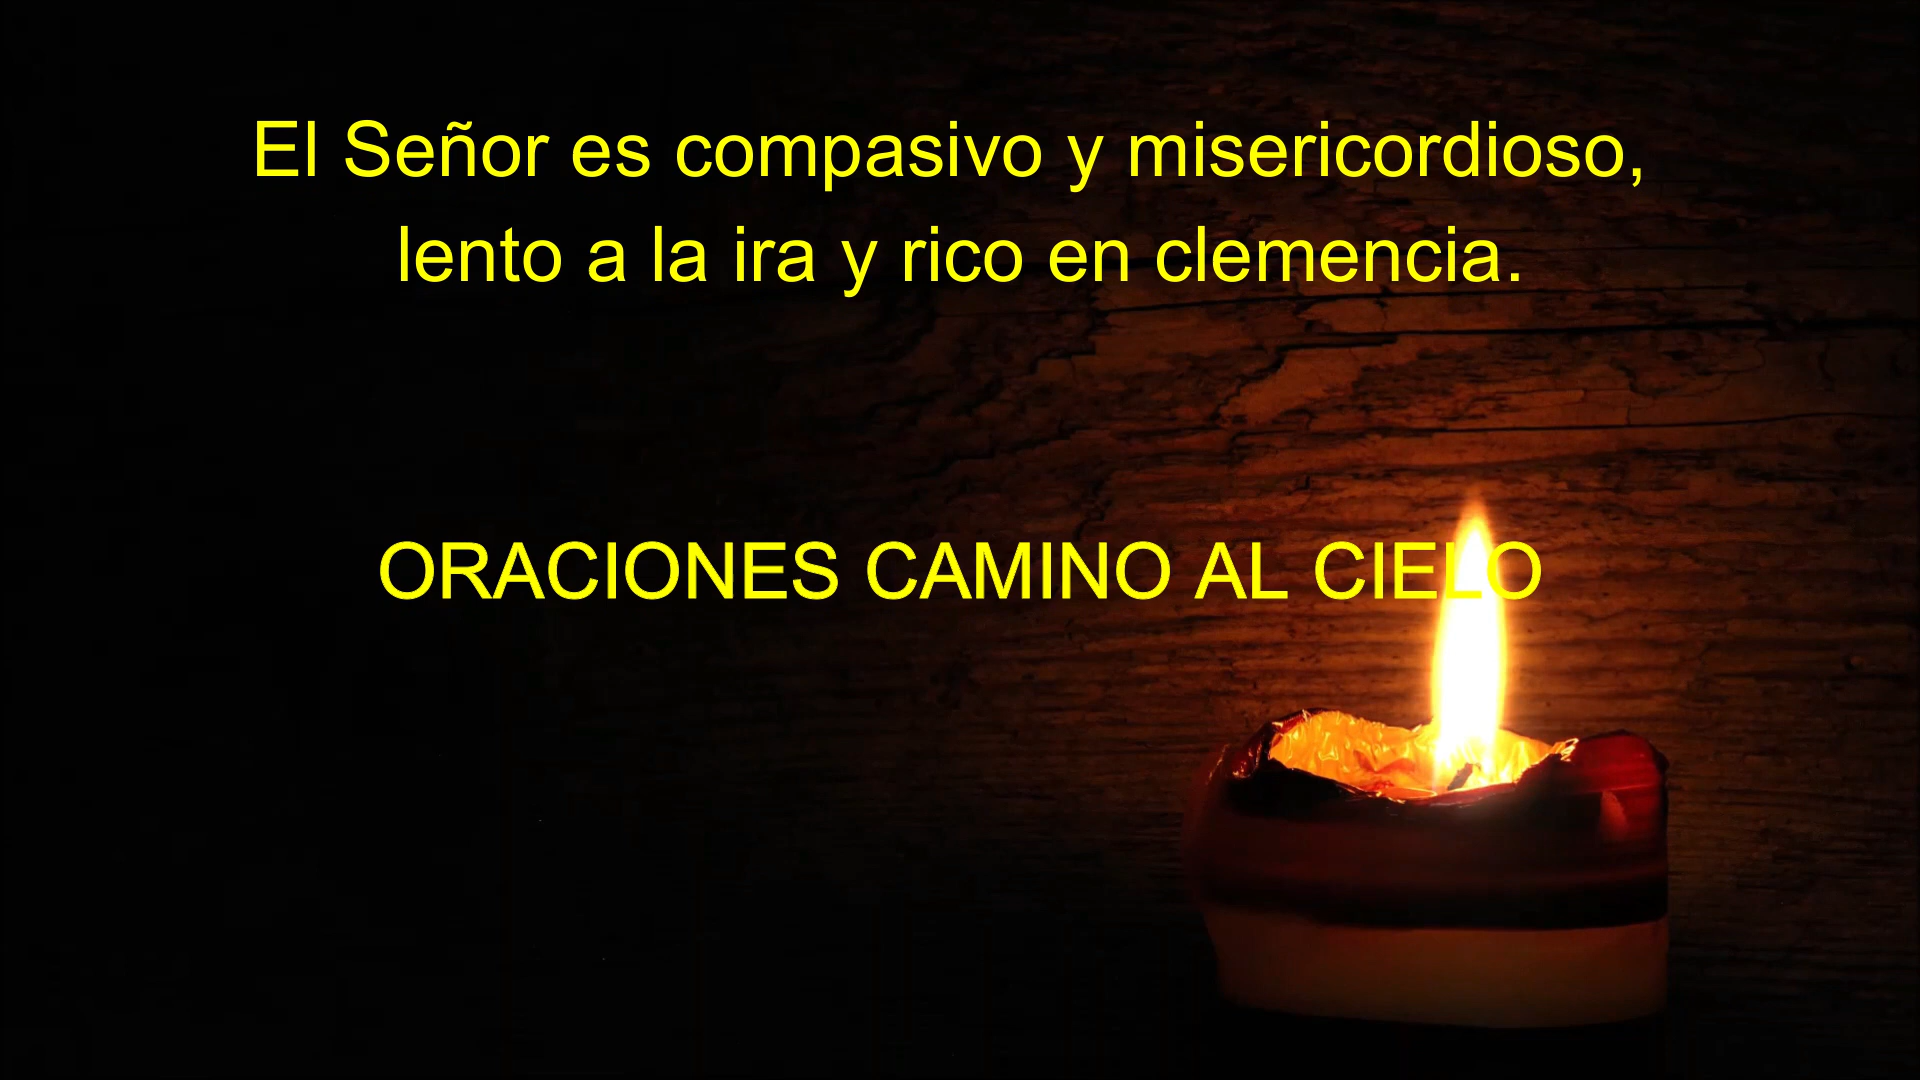 El Señor es compasivo y misericordioso,
lento a la ira y rico en clemencia.
ORACIONES CAMINO AL CIELO